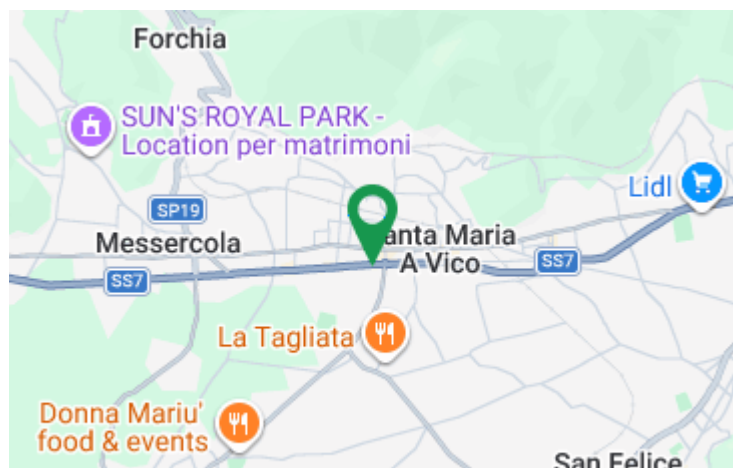 Forchia
SUN'S ROYAL PARK -
Location per matrimoni
Lidl
SP19
Messercola
anta Maria
A Vico
SS7
SS7
La Tagliata
Donna Mariu'
food & events
San Felice